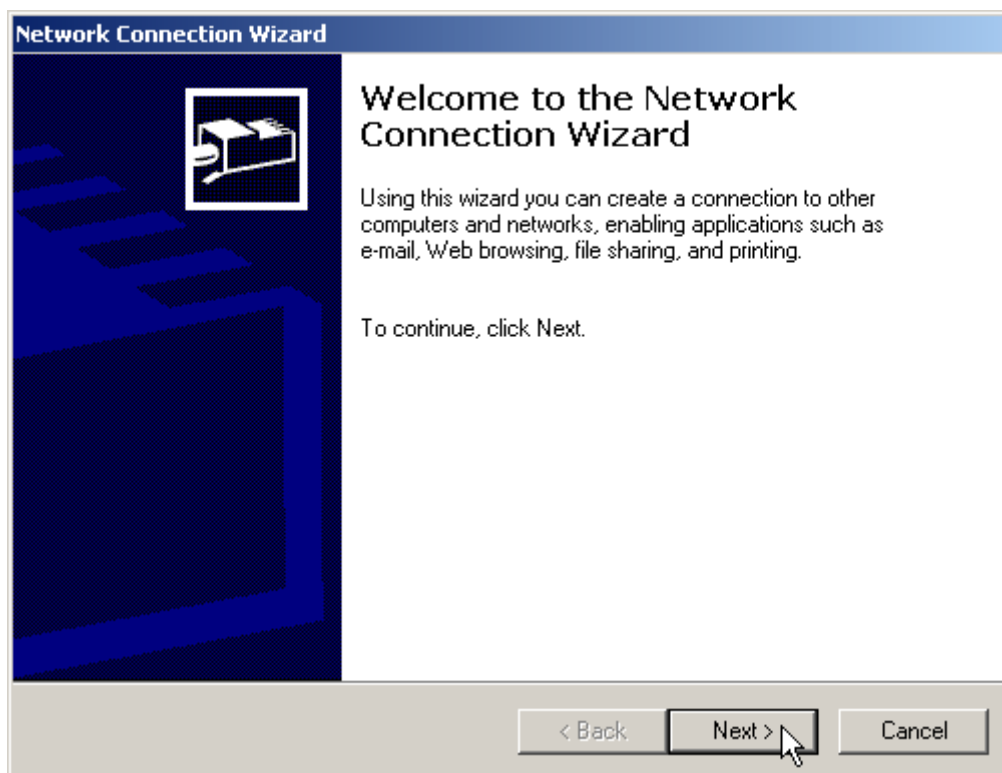 Network Connection Wizard
Welcome to the Network
Connection Wizard
Using this wizard you can create a connection to other
computers and networks, enabling applications such as
e-mail, Web browsing, file sharing, and printing.
To continue, click Next.
< Back Next > Cancel